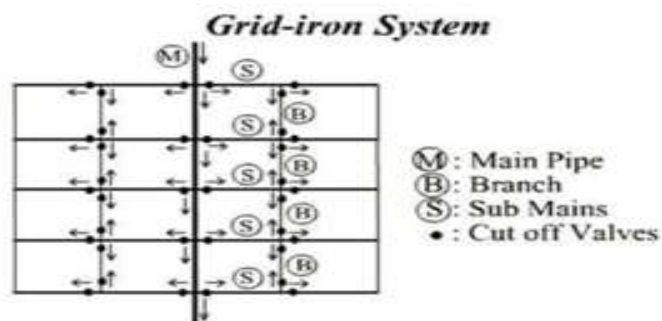 Grid-iron System
M S
B
S
B
S
B
S
B
S
M : Main Pipe
B : Branch
S : Sub Mains
• : Cut off Valves